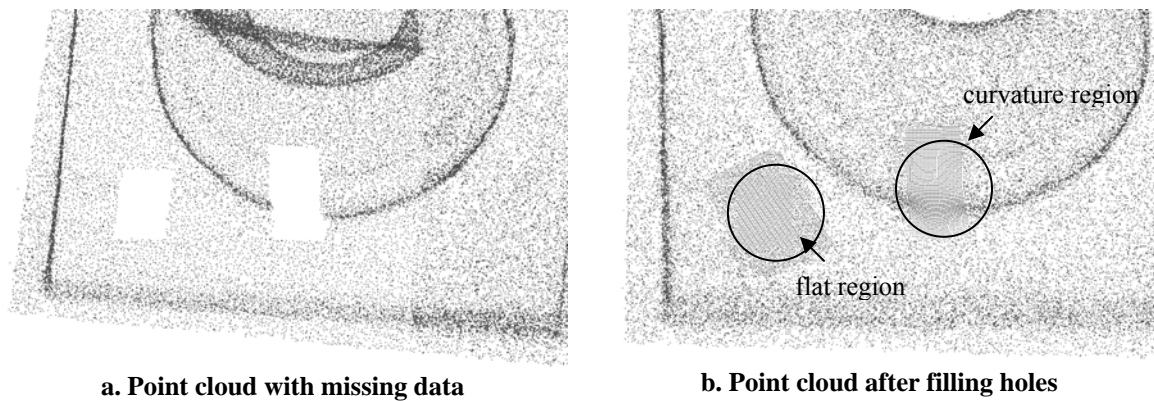 curvature region
flat region
a. Point cloud with missing data
b. Point cloud after filling holes